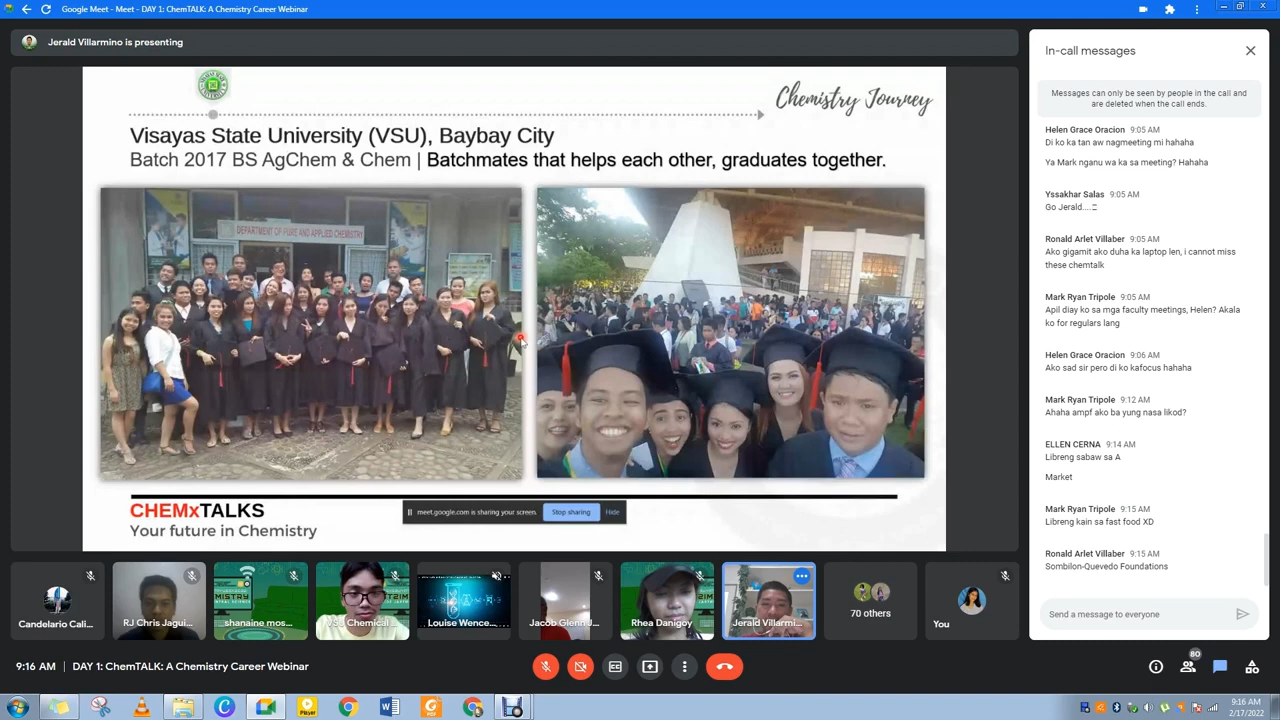 Google Meet - Meet - DAY 1: ChemTALK: A Chemistry Career Webinar
Jerald Villarmino is presenting
Chemistry Journey
Visayas State University (VSU), Baybay City
Batch 2017 BS AgChem & Chem | Batchmates that helps each other, graduates together.
DEPARTMENT OF PURE AND APPLIED CHEMISTRY
CHEMxTALKS
Your future in Chemistry
meet.google.com is sharing your screen.
Stop sharing
Hide
Candelario Cali...
RJ Chris Jagui...
shanaine mos...
VSU Chemical ...
Louise Wence...
Jacob Glenn J...
Rhea Danigoy
Jerald Villarmi...
70 others
You
9:16 AM | DAY 1: ChemTALK: A Chemistry Career Webinar
80
In-call messages
Messages can only be seen by people in the call and
are deleted when the call ends.
Helen Grace Oracion 9:05 AM
Di ko ka tan aw nagmeeting mi hahaha
Ya Mark nganu wa ka sa meeting? Hahaha
Yssakhar Salas 9:05 AM
Go Jerald....
Ronald Arlet Villaber 9:05 AM
Ako gigamit ako duha ka laptop len, i cannot miss
these chemtalk
Mark Ryan Tripole 9:05 AM
Apil diay ko sa mga faculty meetings, Helen? Akala
ko for regulars lang
Helen Grace Oracion 9:06 AM
Ako sad sir pero di ko kafocus hahaha
Mark Ryan Tripole 9:12 AM
Ahaha ampf ako ba yung nasa likod?
ELLEN CERNA 9:14 AM
Libreng sabaw sa A
Market
Mark Ryan Tripole 9:15 AM
Libreng kain sa fast food XD
Ronald Arlet Villaber 9:15 AM
Sombilon-Quevedo Foundations
Send a message to everyone
9:16 AM
2/17/2022